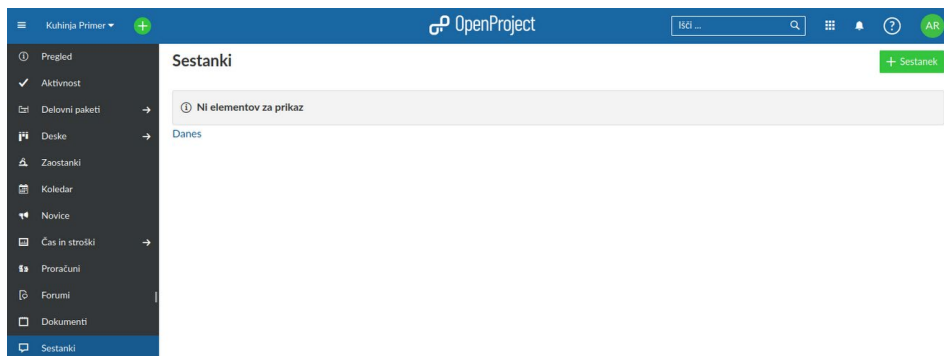 Kuhinja Primer
OpenProject
Išči ...
?
AR
Pregled
Aktivnost
Delovni paketi
Deske
Zaostanki
Koledar
Novice
Čas in stroški
Proračuni
Forumi
Dokumenti
Sestanki
Sestanki
+ Sestanek
Ni elementov za prikaz
Danes